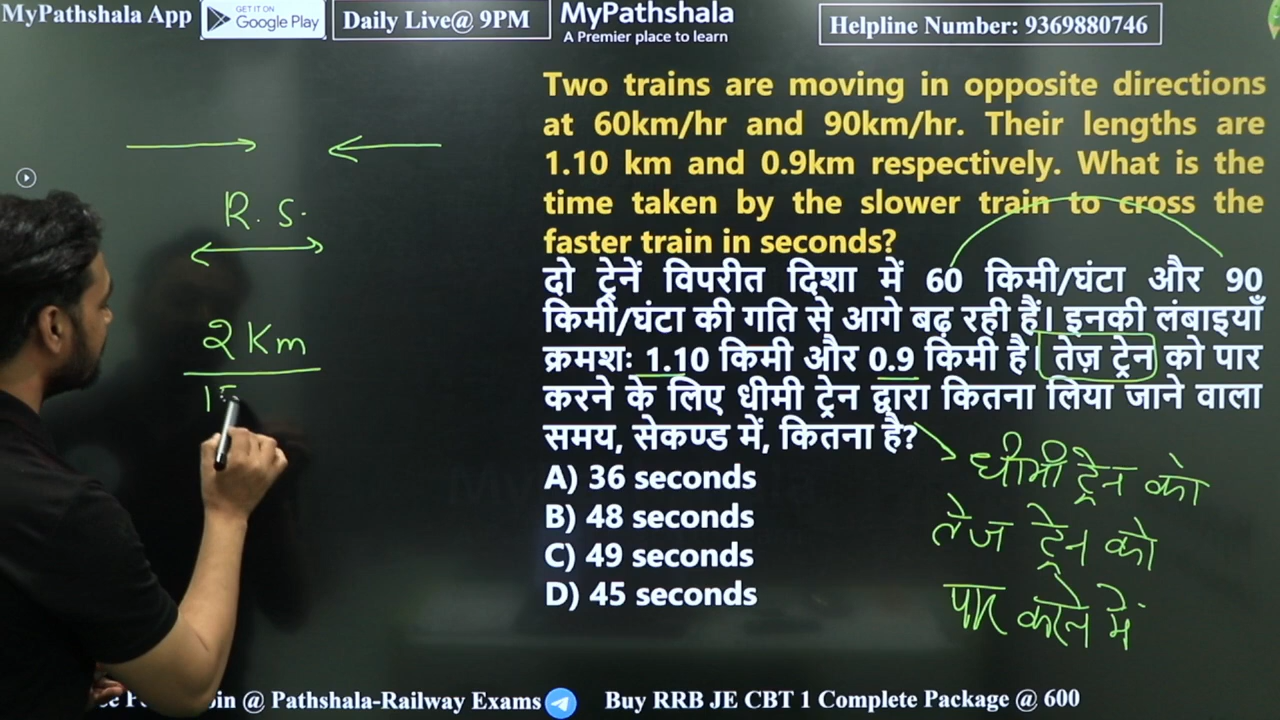 MyPathshala App
GET IT ON
Google Play
Daily Live@ 9PM
MyPathshala
A Premier place to learn
Helpline Number: 9369880746
Two trains are moving in opposite directions
at 60km/hr and 90km/hr. Their lengths are
1.10 km and 0.9km respectively. What is the
time taken by the slower train to cross the
faster train in seconds?
दो ट्रेनें विपरीत दिशा में 60 किमी/घंटा और 90
किमी/घंटा की गति से आगे बढ़ रही हैं। इनकी लंबाइयाँ
क्रमशः 1.10 किमी और 0.9 किमी है। तेज़ ट्रेन को पार
करने के लिए धीमी ट्रेन द्वारा कितना लिया जाने वाला
समय, सेकण्ड में, कितना है?
A) 36 seconds
B) 48 seconds
C) 49 seconds
D) 45 seconds
R. S.
2 Km
15
धीमी ट्रेन को
तेज ट्रेन को
पार करने में
@ Pathshala-Railway Exams
Buy RRB JE CBT 1 Complete Package @ 600